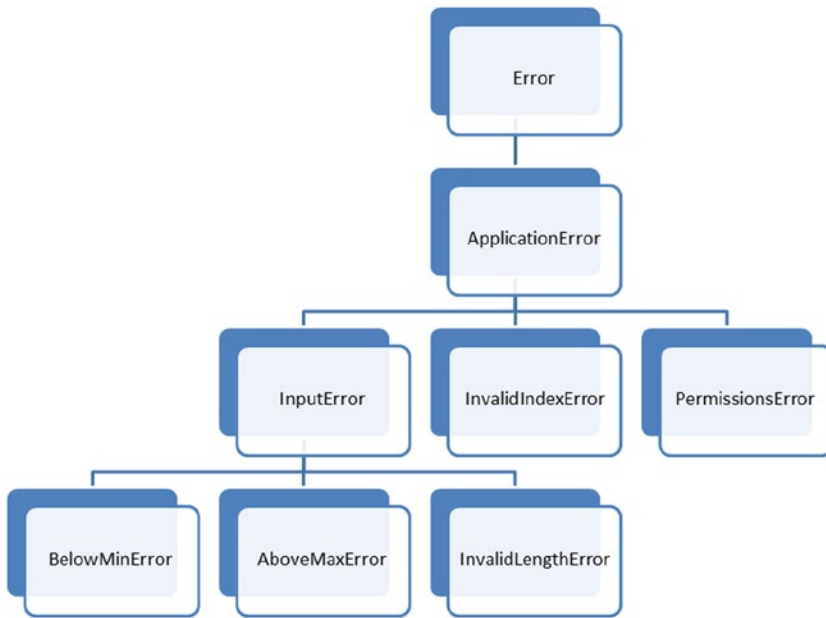 Error
ApplicationError
InputError
InvalidIndexError
PermissionsError
BelowMinError
AboveMaxError
InvalidLengthError